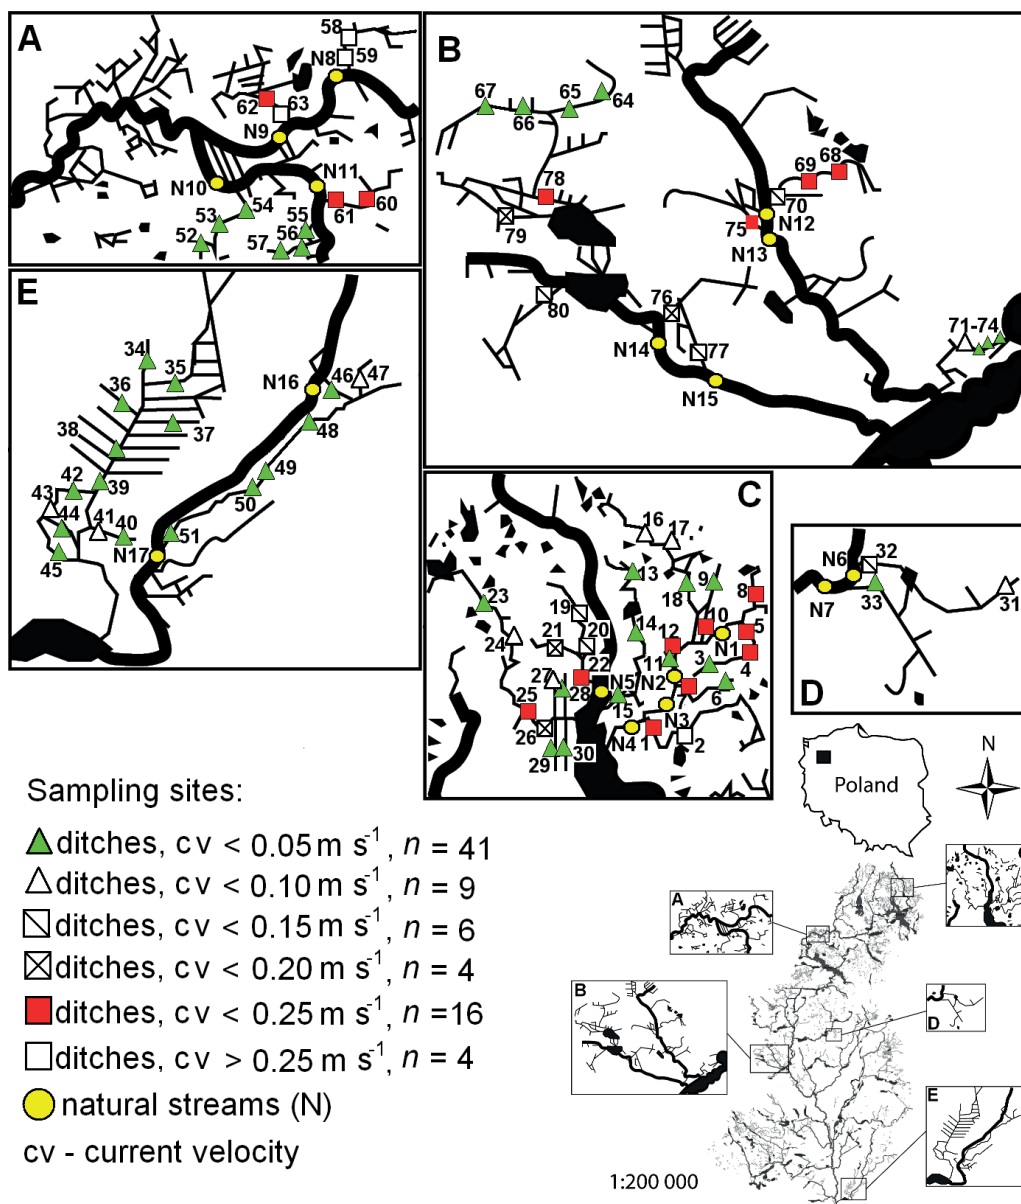 A
58
59
N8
62
63
N9
N11
N10
61
60
54
53
52
55
56
57
B
67
66
65
64
78
79
69
68
70
75
N12
N13
80
76
77
N14
N15
71-74
E
34
35
36
37
38
39
42
43
44
41
40
45
N16
46
47
48
49
50
51
N17
C
16
17
13
9
8
18
23
19
14
10
5
24
21
20
12
N1
4
11
3
22
27
28
N5
N2
7
6
25
15
N3
26
N4
1
2
29
30
N6
32
N7
33
31
D
Poland
N
Sampling sites:
ditches, cv < 0.05 m s⁻¹, n = 41
ditches, cv < 0.10 m s⁻¹, n = 9
ditches, cv < 0.15 m s⁻¹, n = 6
ditches, cv < 0.20 m s⁻¹, n = 4
ditches, cv < 0.25 m s⁻¹, n =16
ditches, cv > 0.25 m s⁻¹, n = 4
natural streams (N)
cv - current velocity
A
B
D
E
1:200 000